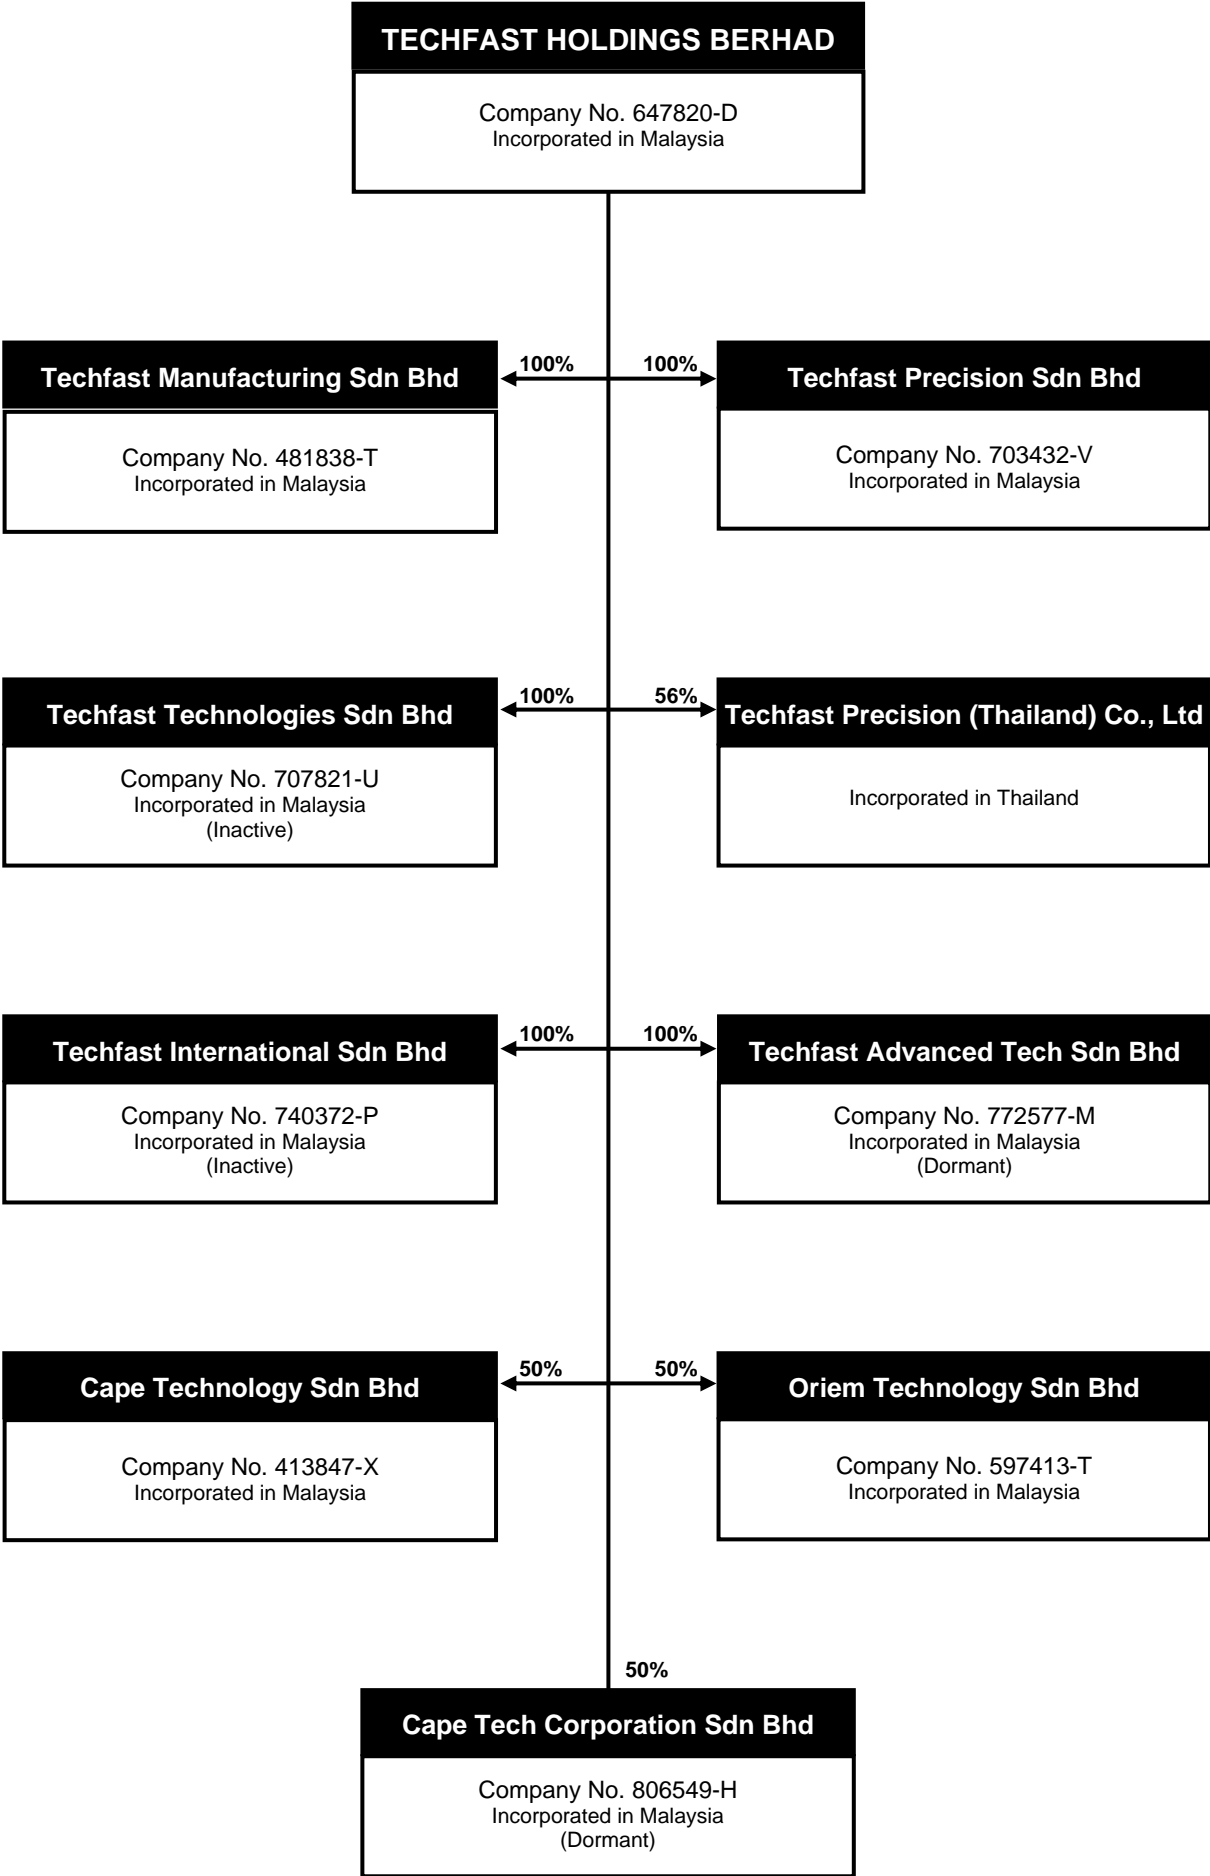 TECHFAST HOLDINGS BERHAD
Company No. 647820-D
Incorporated in Malaysia
Techfast Manufacturing Sdn Bhd
Company No. 481838-T
Incorporated in Malaysia
100%
100%
Techfast Precision Sdn Bhd
Company No. 703432-V
Incorporated in Malaysia
Techfast Technologies Sdn Bhd
Company No. 707821-U
Incorporated in Malaysia
(Inactive)
100%
56%
Techfast Precision (Thailand) Co., Ltd
Incorporated in Thailand
Techfast International Sdn Bhd
Company No. 740372-P
Incorporated in Malaysia
(Inactive)
100%
100%
Techfast Advanced Tech Sdn Bhd
Company No. 772577-M
Incorporated in Malaysia
(Dormant)
Cape Technology Sdn Bhd
Company No. 413847-X
Incorporated in Malaysia
50%
50%
Oriem Technology Sdn Bhd
Company No. 597413-T
Incorporated in Malaysia
50%
Cape Tech Corporation Sdn Bhd
Company No. 806549-H
Incorporated in Malaysia
(Dormant)